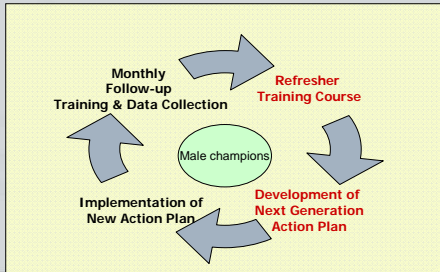 Monthly
Follow-up
Training & Data Collection
Refresher
Training Course
Male champions
Development of
Next Generation
Action Plan
Implementation of
New Action Plan